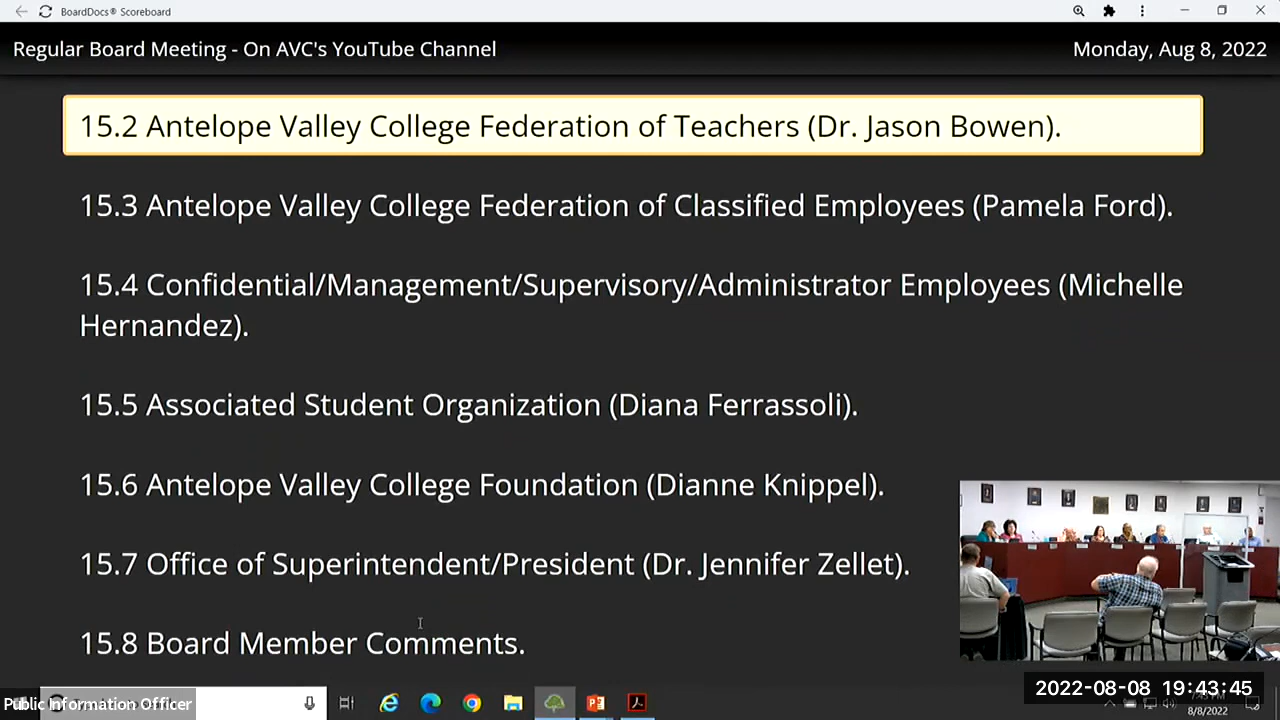 BoardDocs® Scoreboard
Regular Board Meeting - On AVC's YouTube Channel
Monday, Aug 8, 2022
15.2 Antelope Valley College Federation of Teachers (Dr. Jason Bowen).
15.3 Antelope Valley College Federation of Classified Employees (Pamela Ford).
15.4 Confidential/Management/Supervisory/Administrator Employees (Michelle
Hernandez).
15.5 Associated Student Organization (Diana Ferrassoli).
15.6 Antelope Valley College Foundation (Dianne Knippel).
15.7 Office of Superintendent/President (Dr. Jennifer Zellet).
15.8 Board Member Comments.
Public Information Officer
2022-08-08 19:43:45
8/8/2022